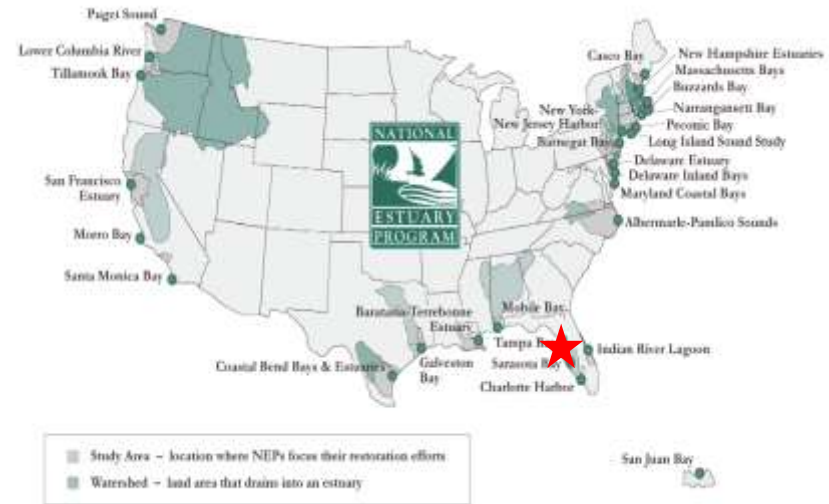 Puget Sound
Lower Columbia River
Tillamook Bay
San Francisco
Estuary
Morro Bay
Santa Monica Bay
NATIONAL
ESTUARY
PROGRAM
Casco Bay
New Hampshire Estuaries
Massachusetts Bays
Buzzards Bay
Narragansett Bay
New York-
New Jersey Harbor
Peconic Bay
Barnegat Bay
Long Island Sound Study
Delaware Estuary
Delaware Inland Bays
Maryland Coastal Bays
Albermarle-Pamlico Sounds
Barataria-Terrebonne
Estuary
Mobile Bay
Tampa
Sarasota Bay
Indian River Lagoon
Coastal Bend Bays & Estuaries
Galveston
Bay
Charlotte Harbor
San Juan Bay
Study Area – location where NEPs focus their restoration efforts
Watershed – land area that drains into an estuary